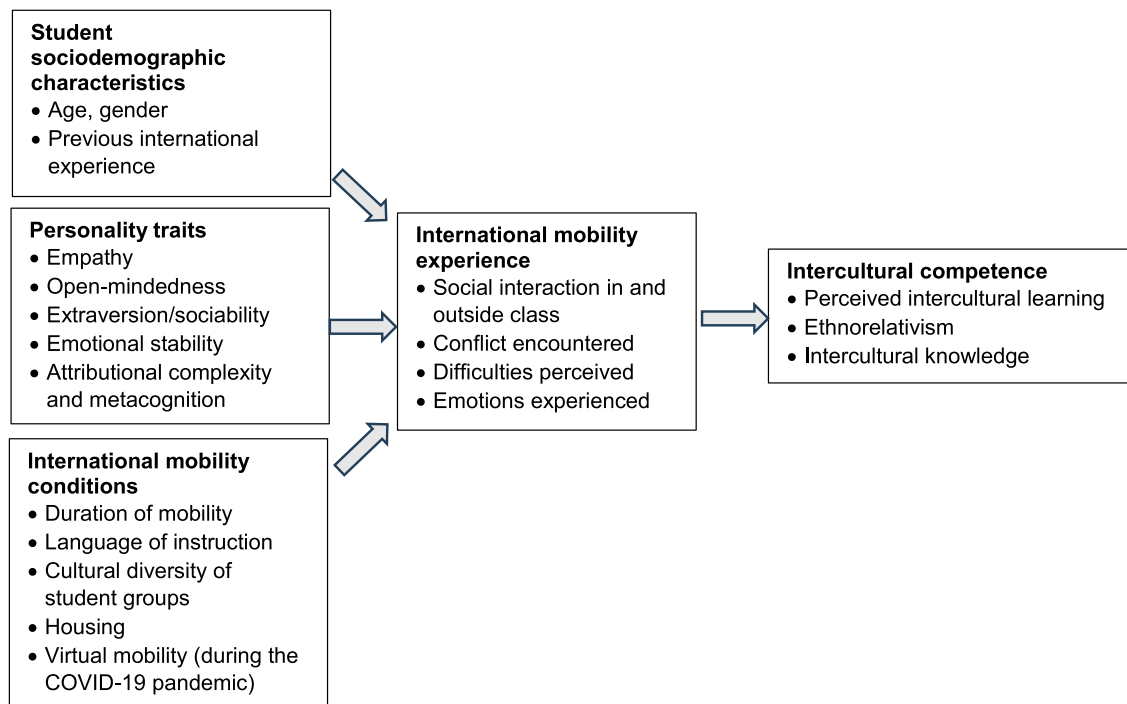 Student
sociodemographic
characteristics
• Age, gender
• Previous international
experience
Personality traits
• Empathy
• Open-mindedness
• Extraversion/sociability
• Emotional stability
• Attributional complexity
and metacognition
International mobility
conditions
• Duration of mobility
• Language of instruction
• Cultural diversity of
student groups
• Housing
• Virtual mobility (during the
COVID-19 pandemic)
International mobility
experience
• Social interaction in and
outside class
• Conflict encountered
• Difficulties perceived
• Emotions experienced
Intercultural competence
• Perceived intercultural learning
• Ethnorelativism
• Intercultural knowledge